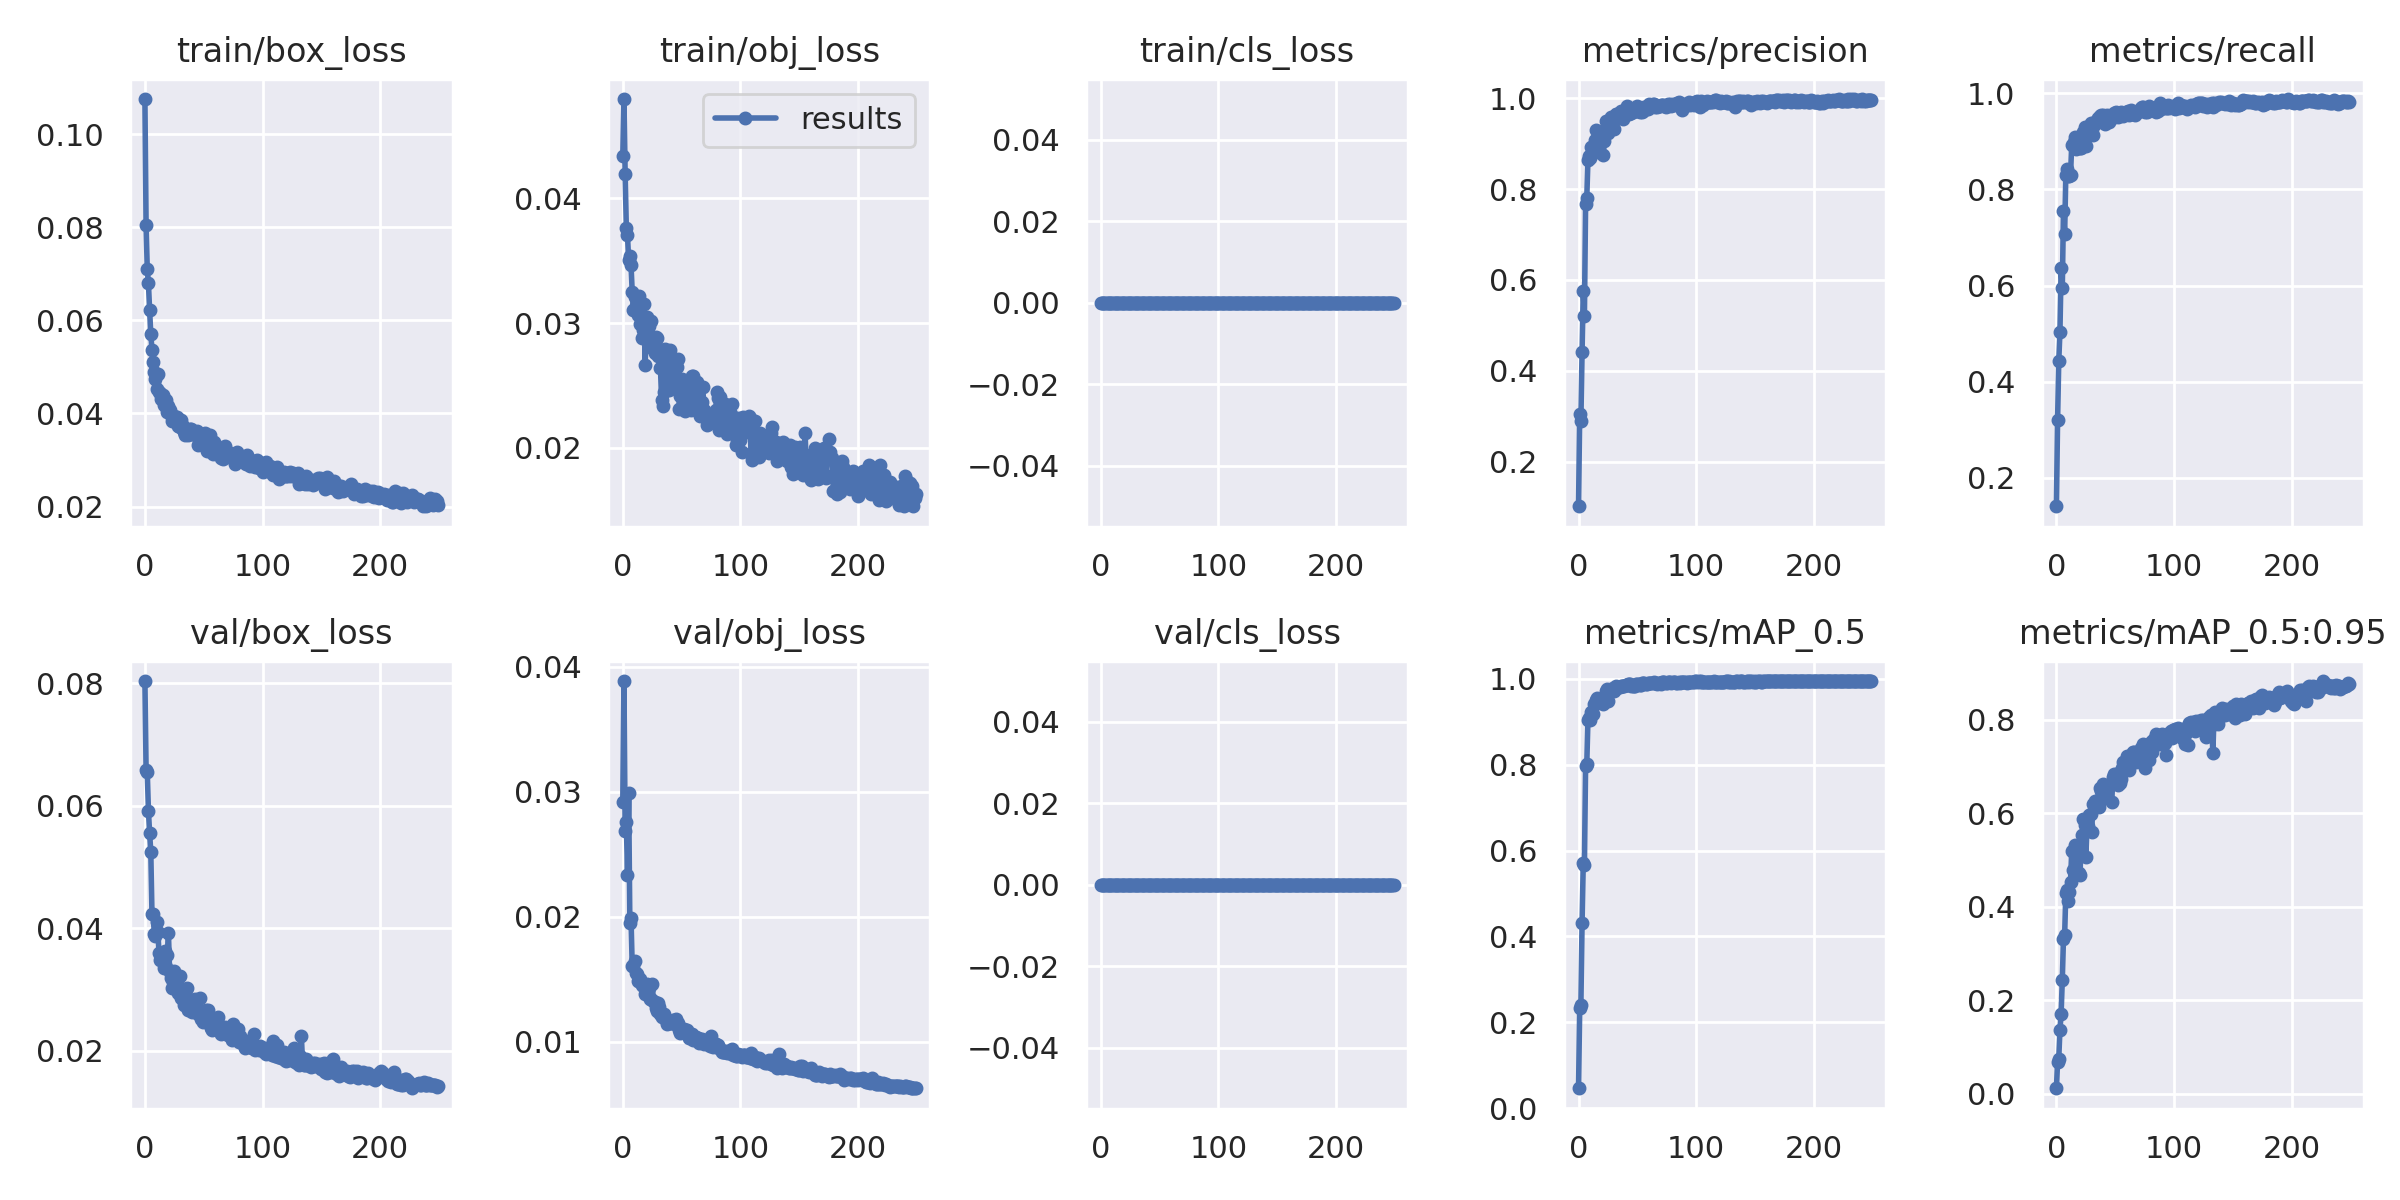 train/box_loss
0.10
0.08
0.06
0.04
0.02
0 100 200
train/obj_loss
results
0.04
0.03
0.02
0 100 200
train/cls_loss
0.04
0.02
0.00
−0.02
−0.04
0 100 200
metrics/precision
1.0
0.8
0.6
0.4
0.2
0 100 200
metrics/recall
1.0
0.8
0.6
0.4
0.2
0 100 200
val/box_loss
0.08
0.06
0.04
0.02
0 100 200
val/obj_loss
0.04
0.03
0.02
0.01
0 100 200
val/cls_loss
0.04
0.02
0.00
−0.02
−0.04
0 100 200
metrics/mAP_0.5
1.0
0.8
0.6
0.4
0.2
0.0
0 100 200
metrics/mAP_0.5:0.95
0.8
0.6
0.4
0.2
0.0
0 100 200